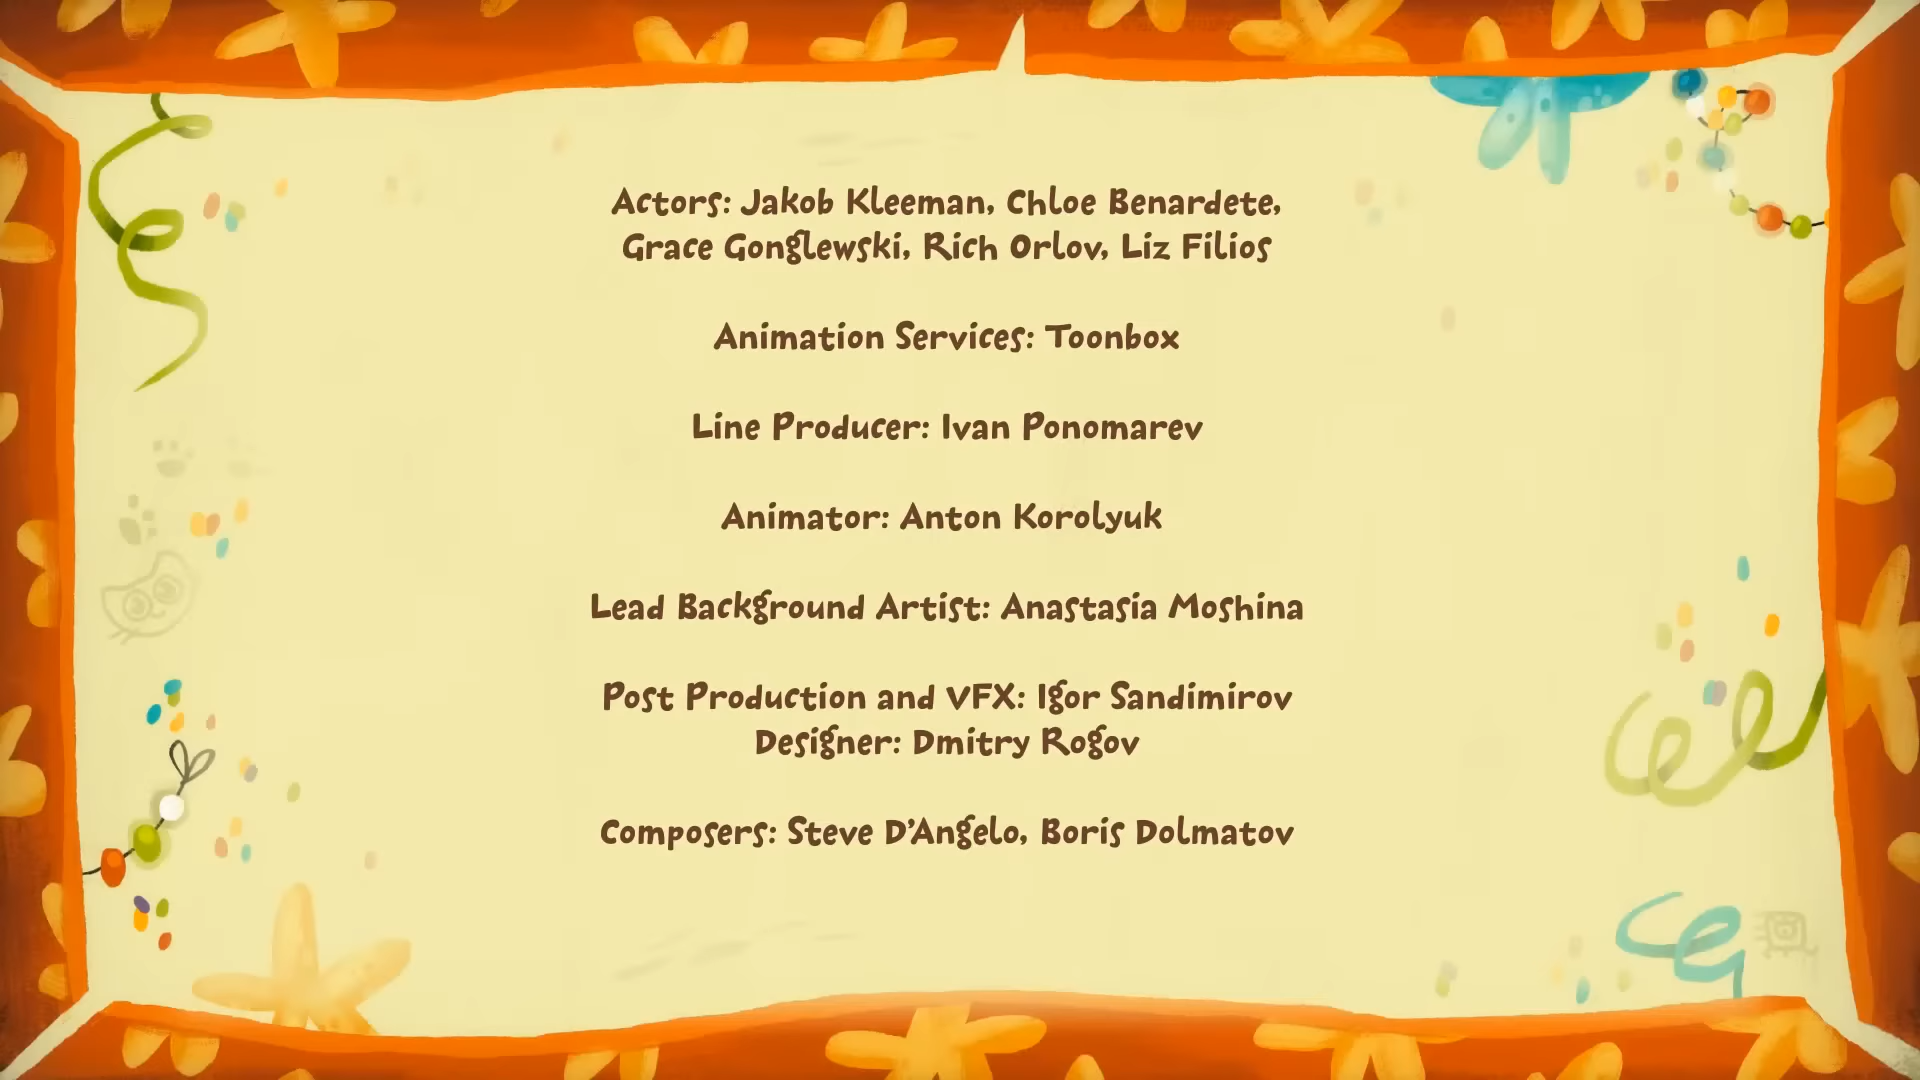 Actors: Jakob Kleeman, Chloe Benardete,
Grace Gonglewski, Rich Orlov, Liz Filios
Animation Services: Toonbox
Line Producer: Ivan Ponomarev
Animator: Anton Korolyuk
Lead Background Artist: Anastasia Moshina
Post Production and VFX: Igor Sandimirov
Designer: Dmitry Rogov
Composers: Steve D’Angelo, Boris Dolmatov